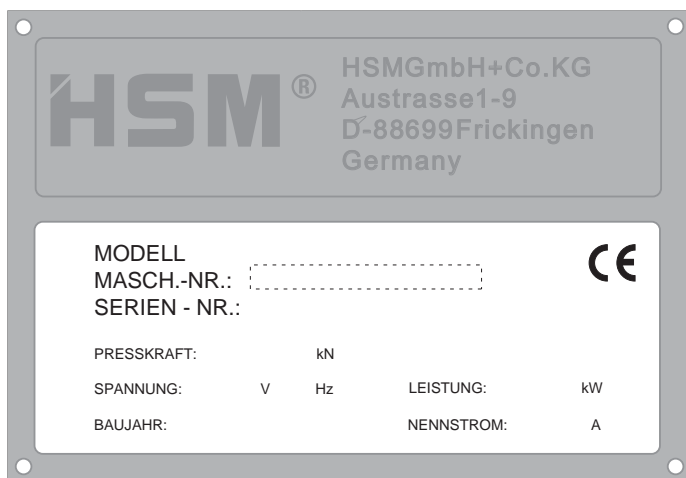 HSM®
HSMGmbH+Co.KG
Austrasse1-9
D-88699Frickingen
Germany
MODELL
MASCH.-NR.:
SERIEN - NR.:
CE
PRESSKRAFT: kN
SPANNUNG: V Hz LEISTUNG: kW
BAUJAHR: NENNSTROM: A